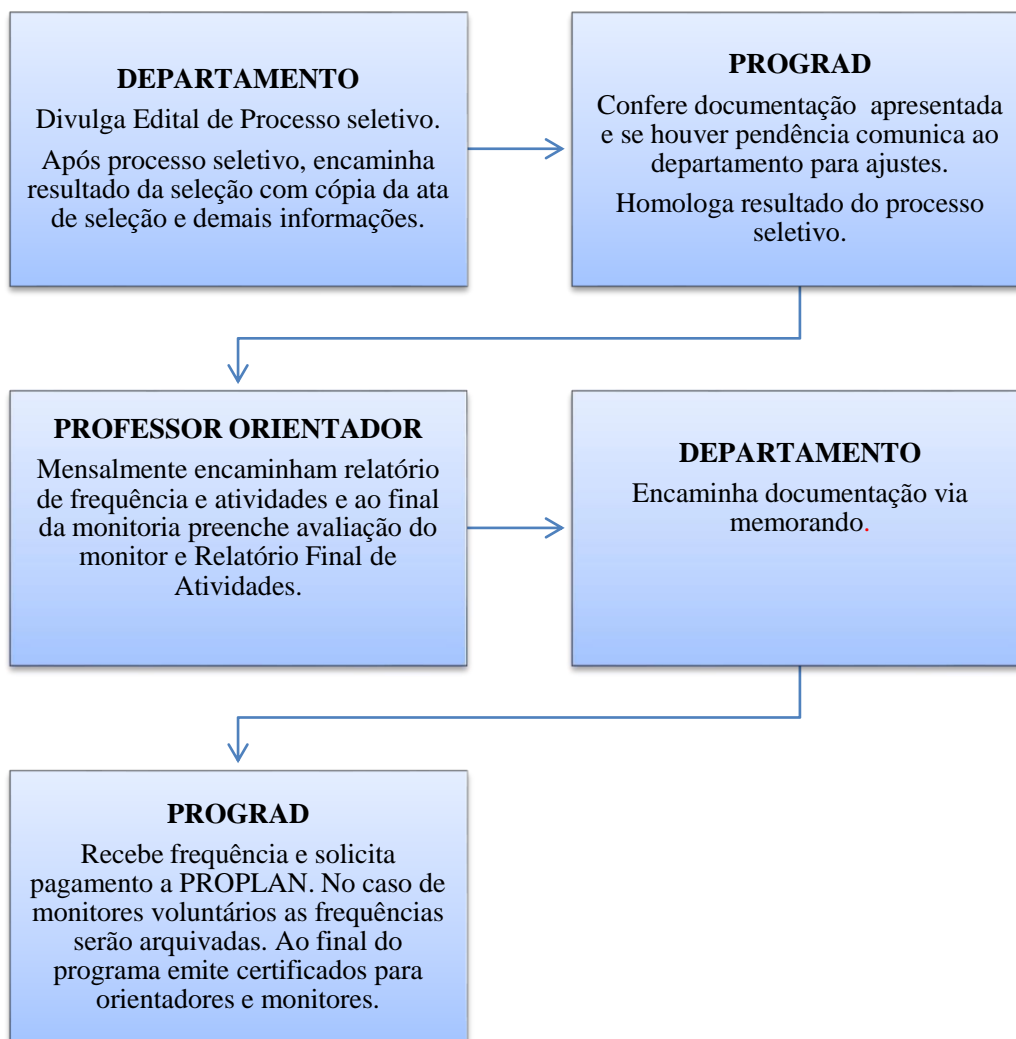 DEPARTAMENTO
Divulga Edital de Processo seletivo.
Após processo seletivo, encaminha
resultado da seleção com cópia da ata
de seleção e demais informações.
PROGRAD
Confere documentação apresentada
e se houver pendência comunica ao
departamento para ajustes.
Homologa resultado do processo
seletivo.
PROFESSOR ORIENTADOR
Mensalmente encaminham relatório
de frequência e atividades e ao final
da monitoria preenche avaliação do
monitor e Relatório Final de
Atividades.
DEPARTAMENTO
Encaminha documentação via
memorando.
PROGRAD
Recebe frequência e solicita
pagamento a PROPLAN. No caso de
monitores voluntários as frequências
serão arquivadas. Ao final do
programa emite certificados para
orientadores e monitores.